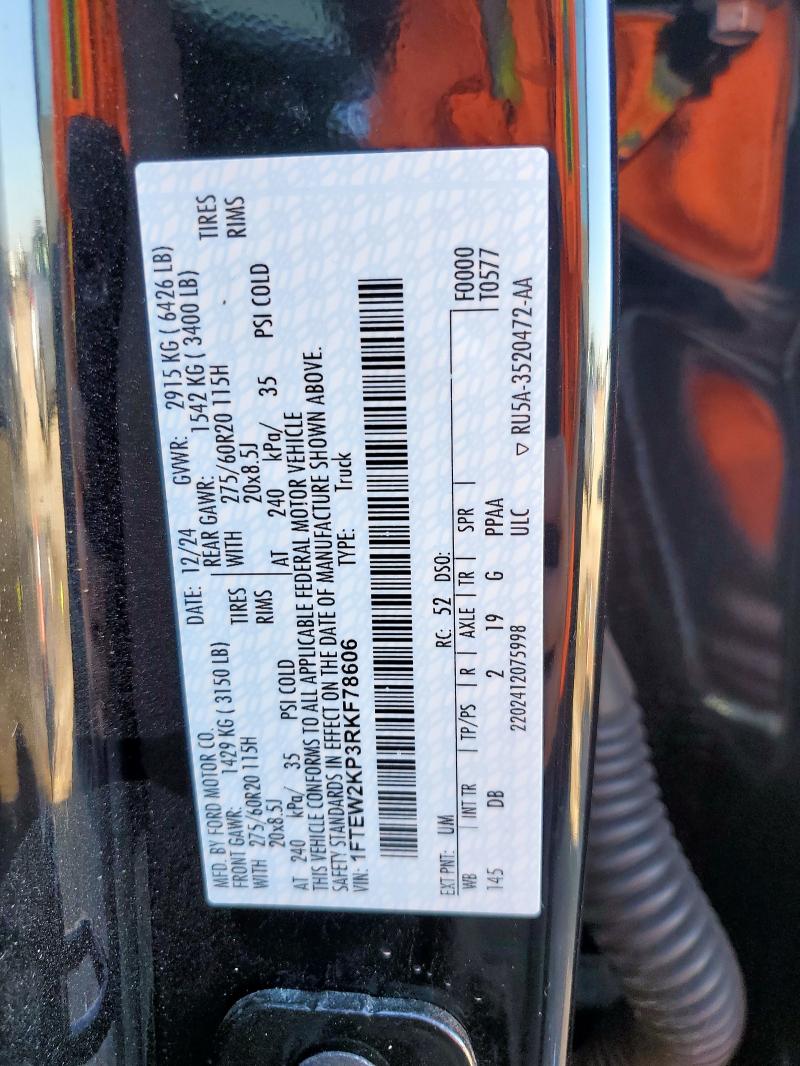 MFD. BY FORD MOTOR CO.
DATE: 12/24 GVWR: 2915 KG ( 6426 LB)
FRONT GAWR: 1429 KG ( 3150 LB)
REAR GAWR: 1542 KG ( 3400 LB)
WITH 275/60R20 115H TIRES
WITH 275/60R20 115H TIRES
20x8.5J RIMS
20x8.5J RIMS
AT 240 kPa/ 35 PSI COLD
AT 240 kPa/ 35 PSI COLD
THIS VEHICLE CONFORMS TO ALL APPLICABLE FEDERAL MOTOR VEHICLE
SAFETY STANDARDS IN EFFECT ON THE DATE OF MANUFACTURE SHOWN ABOVE.
VIN: 1FTEW2KP3RKF78606 TYPE: Truck
EXT PNT: UM RC: 52 DSO: F0000
WB INT TR TP/PS R AXLE TR SPR T0577
145 DB 2 19 G PPAA
2202412075998 ULC ▽ RU5A-3520472-AA